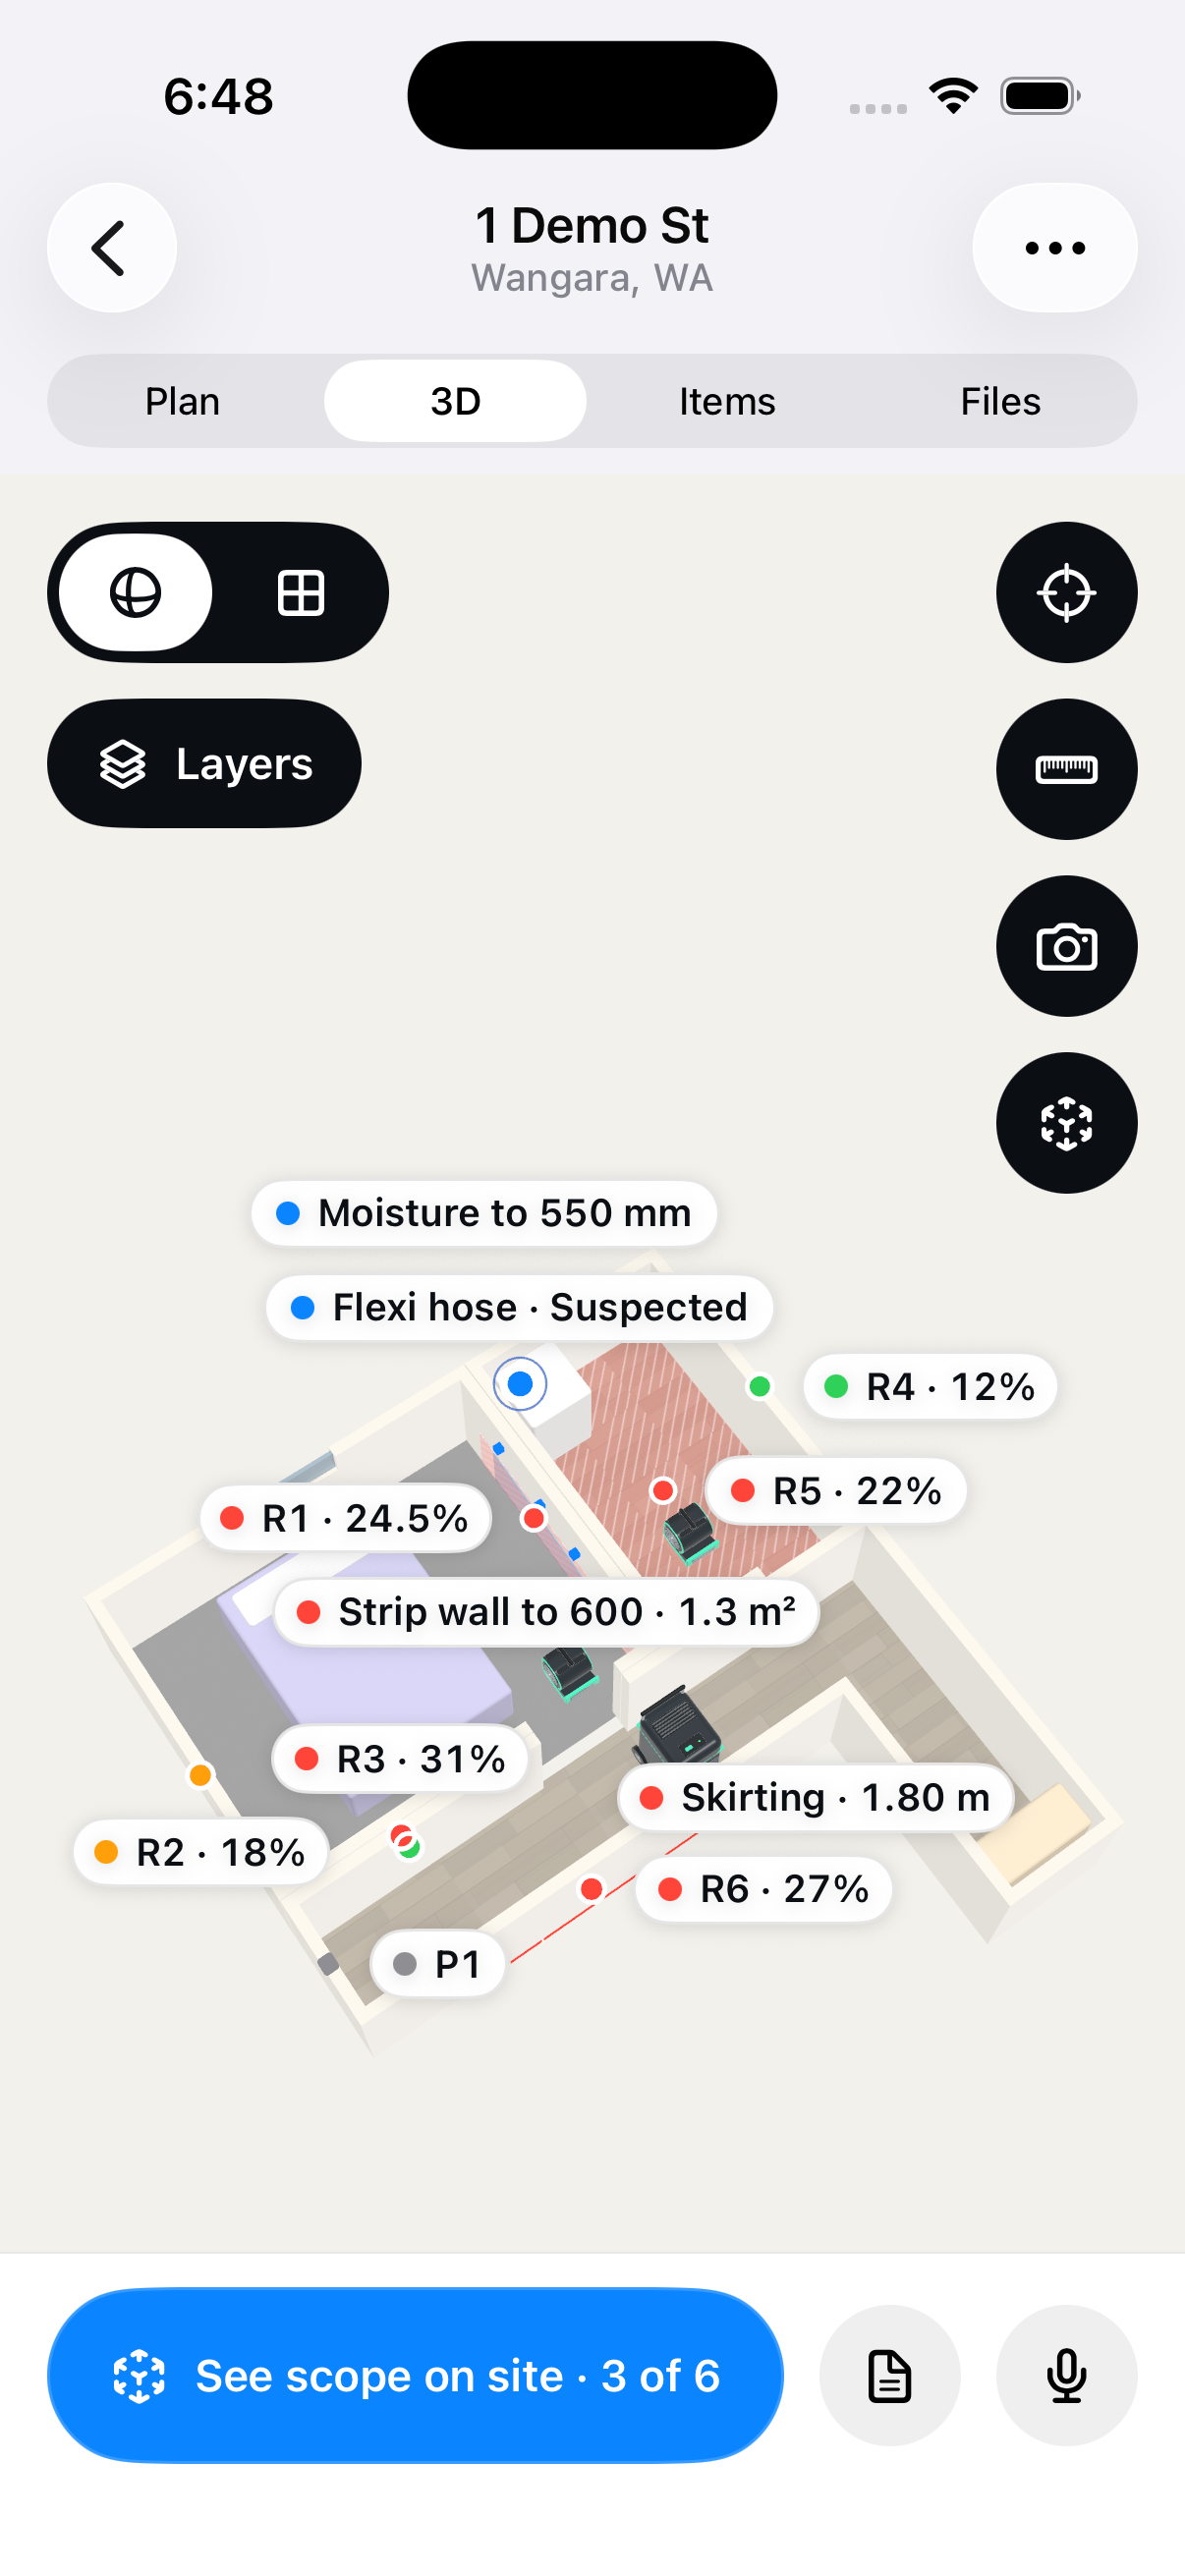 6:48
1 Demo St
Wangara, WA
Plan
3D
Items
Files
Layers
Moisture to 550 mm
Flexi hose · Suspected
R4 · 12%
R5 · 22%
R1 · 24.5%
Strip wall to 600 · 1.3 m²
R3 · 31%
Skirting · 1.80 m
R2 · 18%
R6 · 27%
P1
See scope on site · 3 of 6